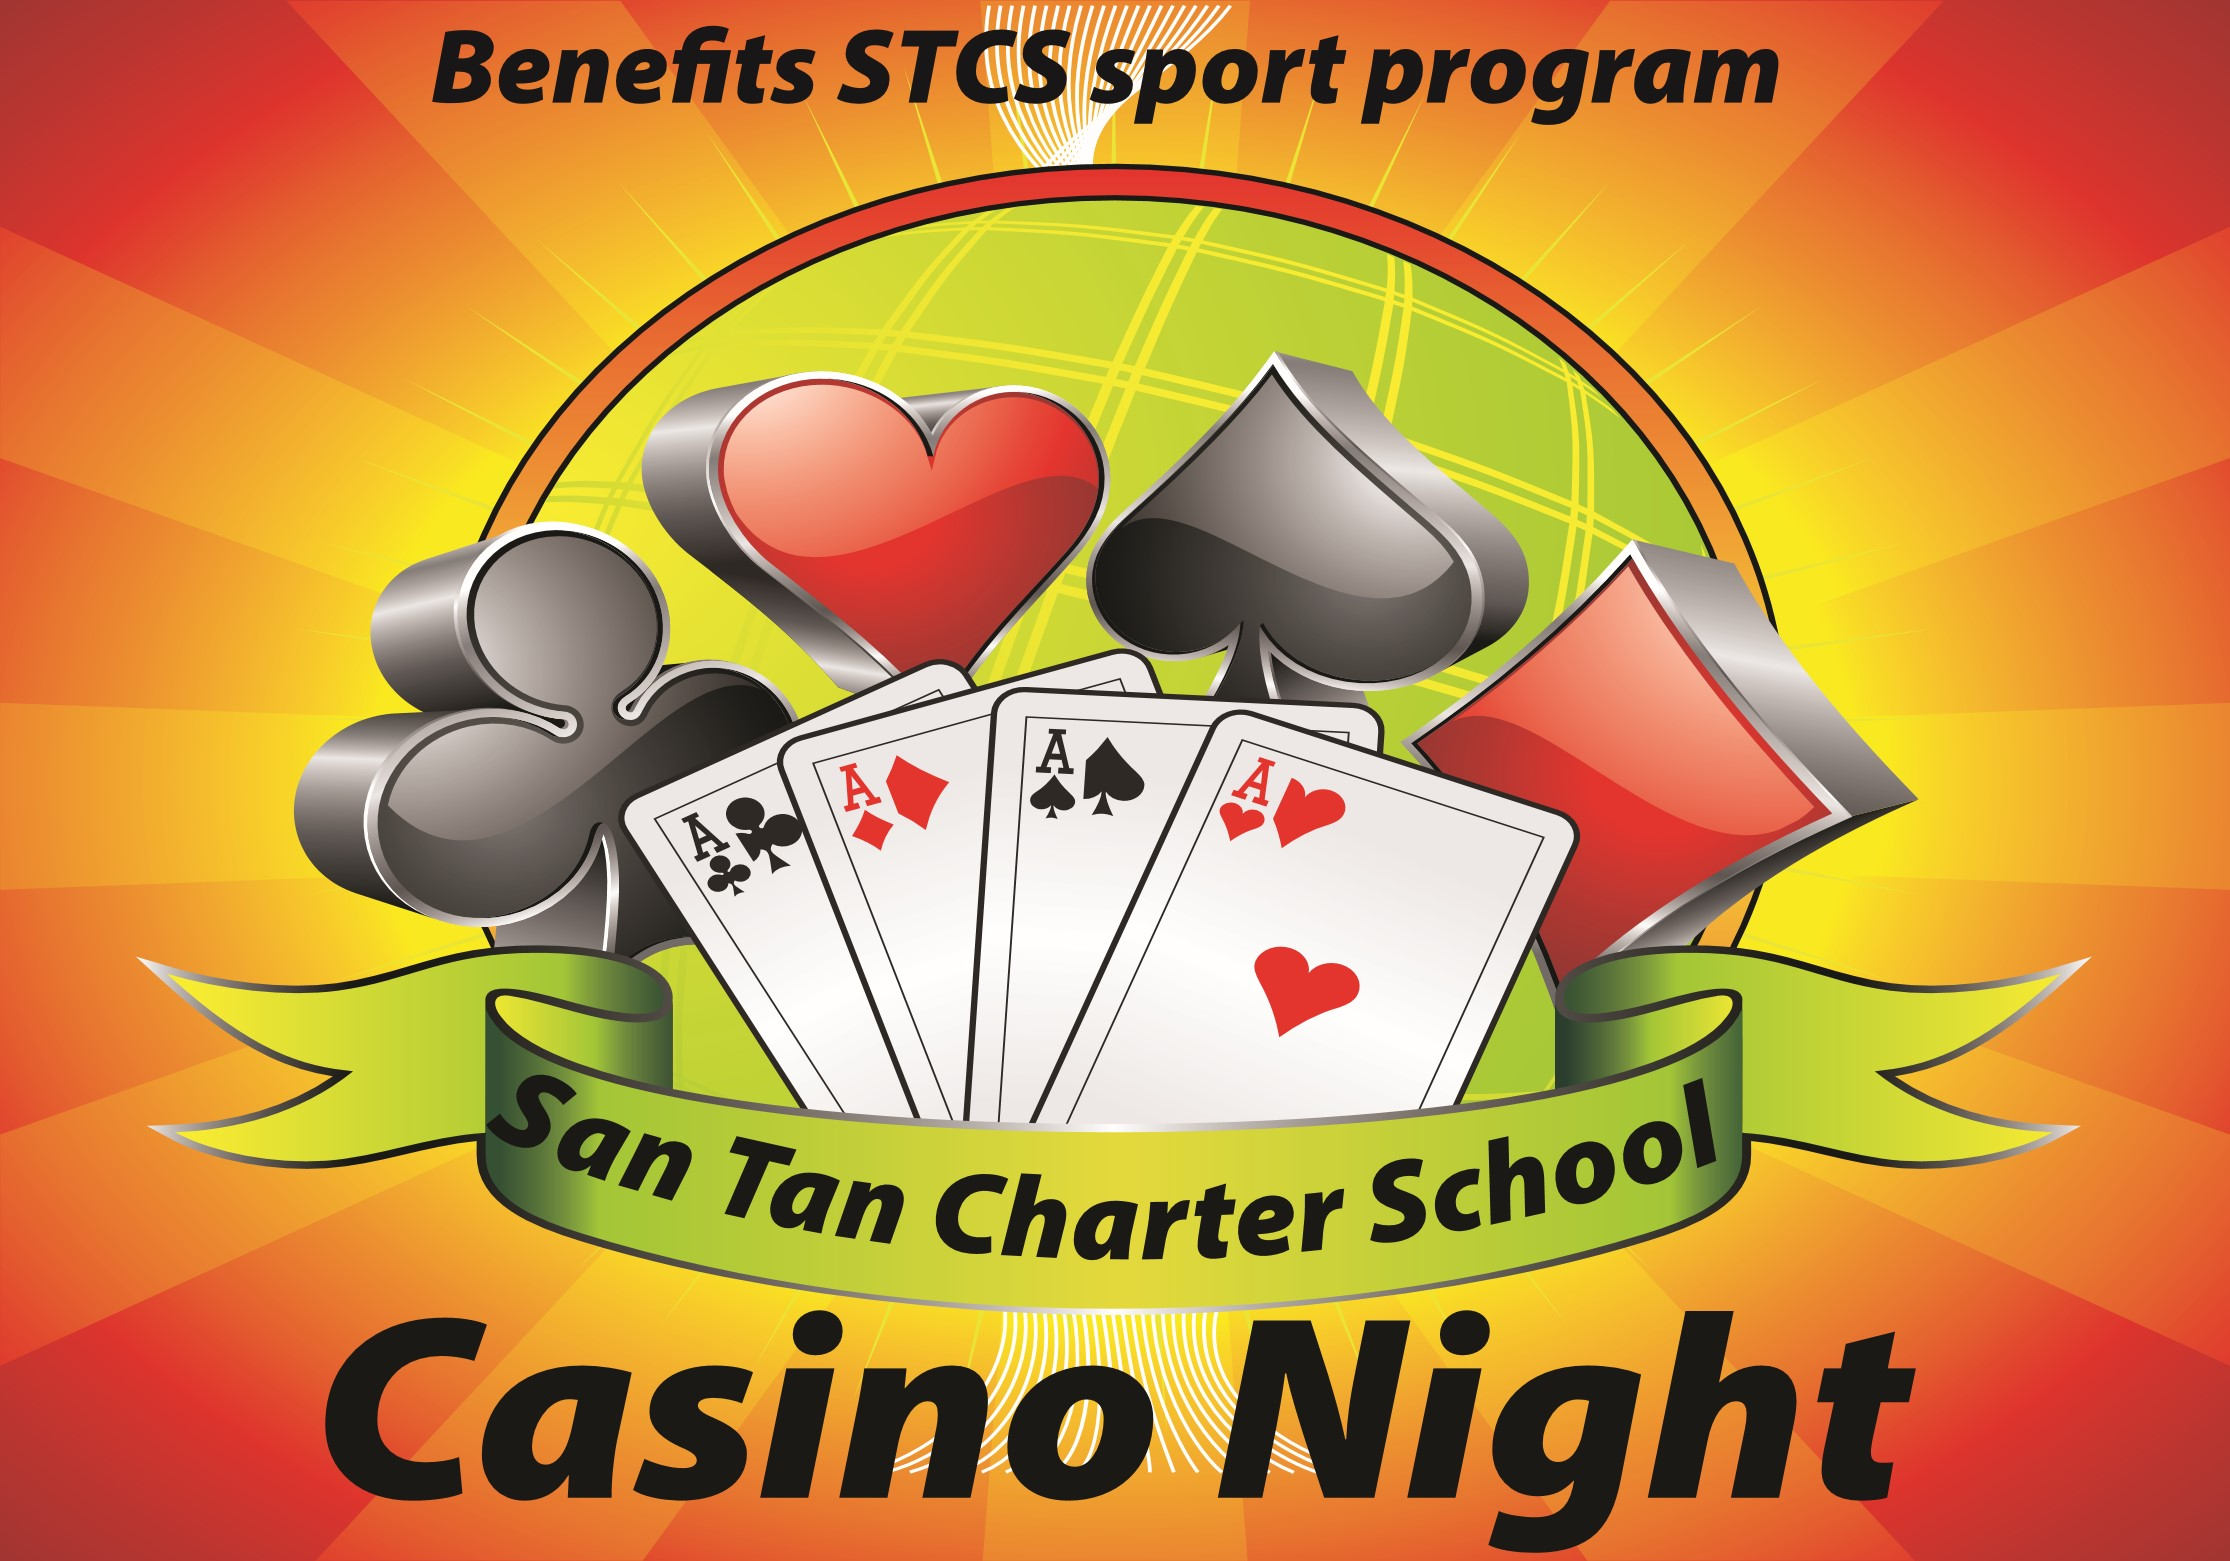 Benefits STCS sport program
A
A
A
A
San Tan Charter School
Casino Night